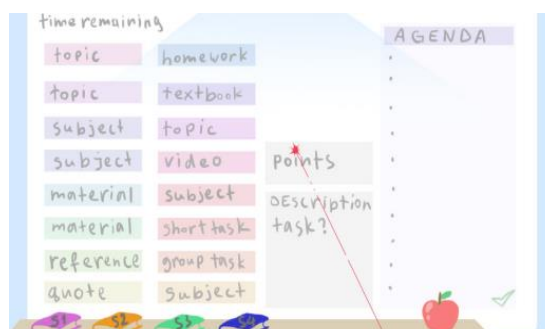 time remaining
topic
topic
subject
subject
material
material
reference
quote
homework
textbook
topic
video
subject
short task
group task
subject
points
DESCRIPTION
task?
AGENDA
S1
S2
S3
S4